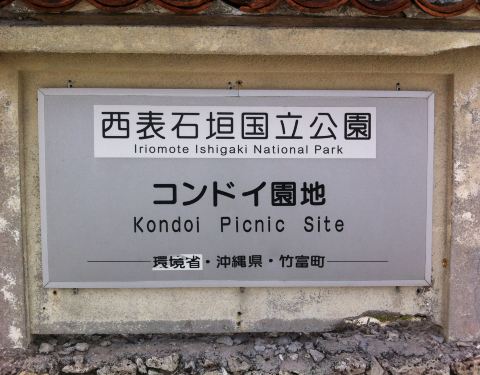 西表石垣国立公園
Iriomote Ishigaki National Park
コンドイ園地
Kondoi Picnic Site
環境省・沖縄県・竹富町